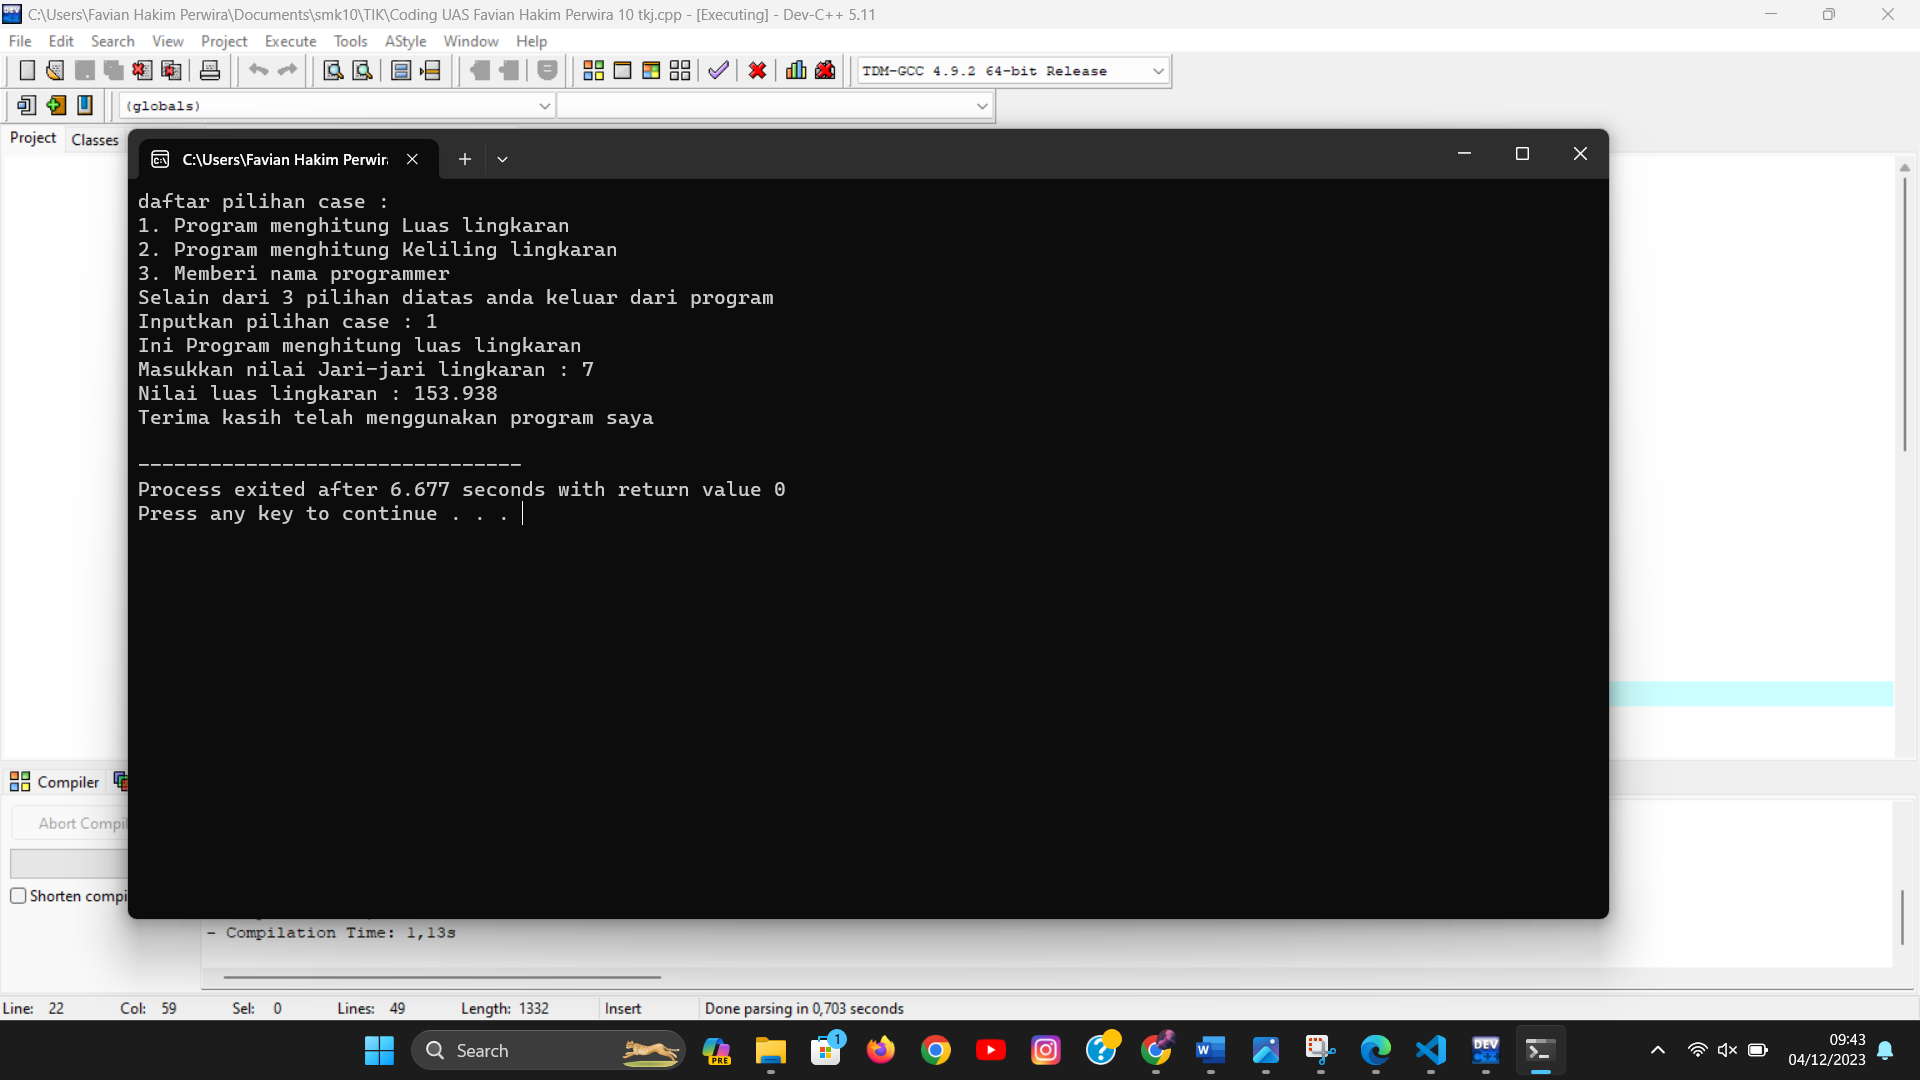 C:\Users\Favian Hakim Perwira\Documents\smk10\TIK\Coding UAS Favian Hakim Perwira 10 tkj.cpp - [Executing] - Dev-C++ 5.11
File Edit Search View Project Execute Tools AStyle Window Help
TDM-GCC 4.9.2 64-bit Release
(globals)
Project Classes
C:\Users\Favian Hakim Perwir
daftar pilihan case :
1. Program menghitung Luas lingkaran
2. Program menghitung Keliling lingkaran
3. Memberi nama programmer
Selain dari 3 pilihan diatas anda keluar dari program
Inputkan pilihan case : 1
Ini Program menghitung luas lingkaran
Masukkan nilai Jari-jari lingkaran : 7
Nilai luas lingkaran : 153.938
Terima kasih telah menggunakan program saya
--------------------------------
Process exited after 6.677 seconds with return value 0
Press any key to continue . . .
Compiler
Abort Compil
Shorten compi
- Compilation Time: 1,13s
Line: 22 Col: 59 Sel: 0 Lines: 49 Length: 1332 Insert Done parsing in 0,703 seconds
Search
PRE
1
DEV
09:43
04/12/2023